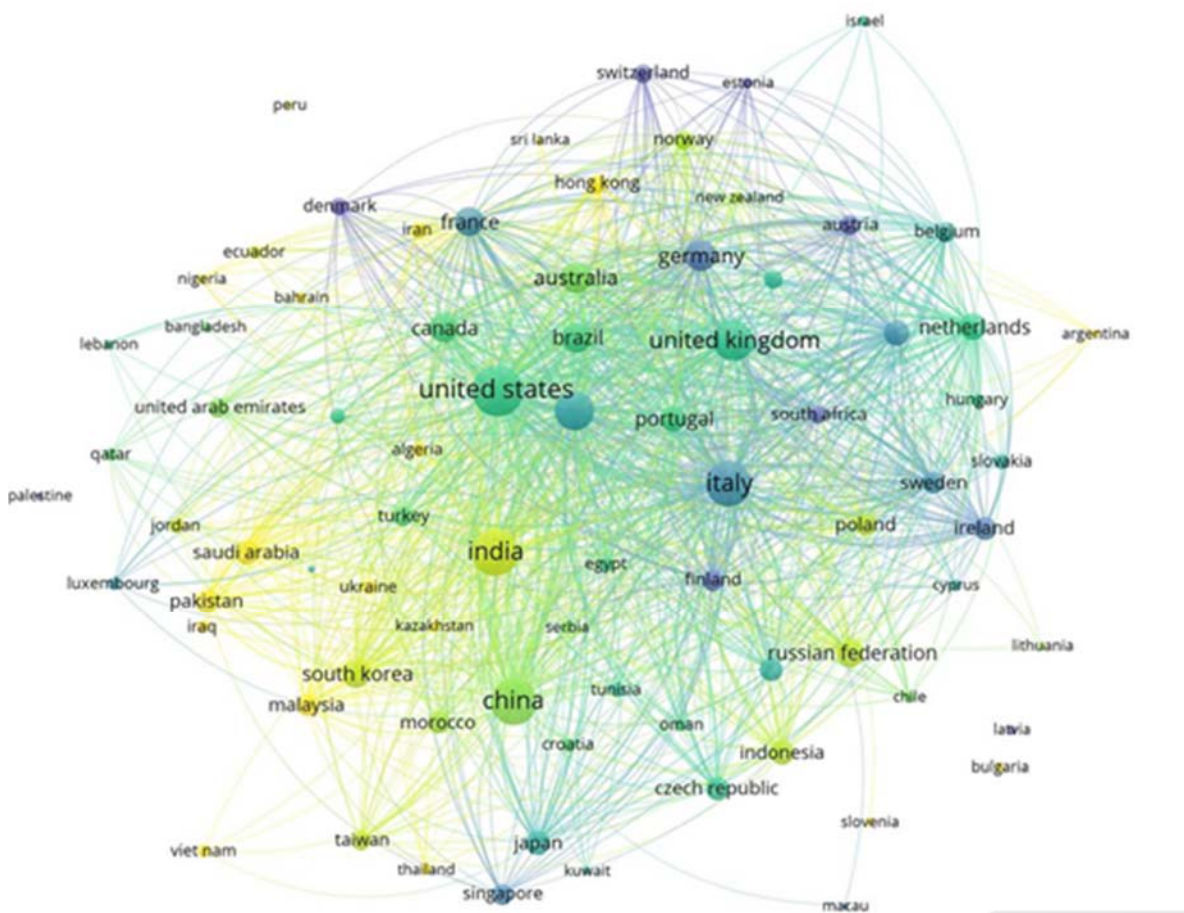 israel
switzerland
estonia
peru
sri lanka
norway
hong kong
new zealand
denmark
iran
france
austria
belgium
ecuador
germany
nigeria
australia
bahrain
bangladesh
canada
brazil
united kingdom
netherlands
argentina
lebanon
united states
hungary
united arab emirates
portugal
south africa
algeria
qatar
slovakia
italy
sweden
palestine
turkey
jordan
poland
ireland
saudi arabia
india
egypt
finland
luxembourg
ukraine
cyprus
pakistan
iraq
kazakhstan
serbia
lithuania
russian federation
south korea
tunisia
chile
malaysia
china
morocco
oman
latvia
croatia
indonesia
bulgaria
czech republic
slovenia
taiwan
japan
viet nam
thailand
kuwait
singapore
macau